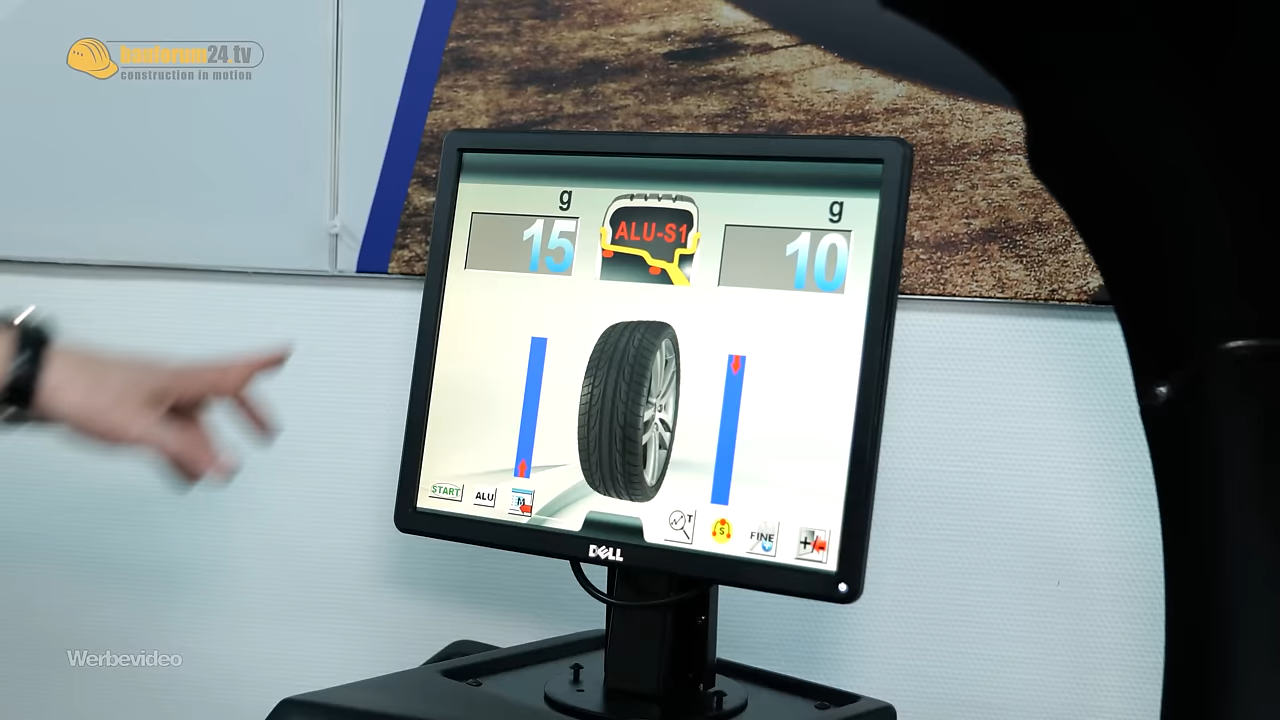 bauforum24 tv
construction in motion
g
g
15
ALU-S1
10
START
ALU
M
T
S
FINE
+
DELL
Werbevideo